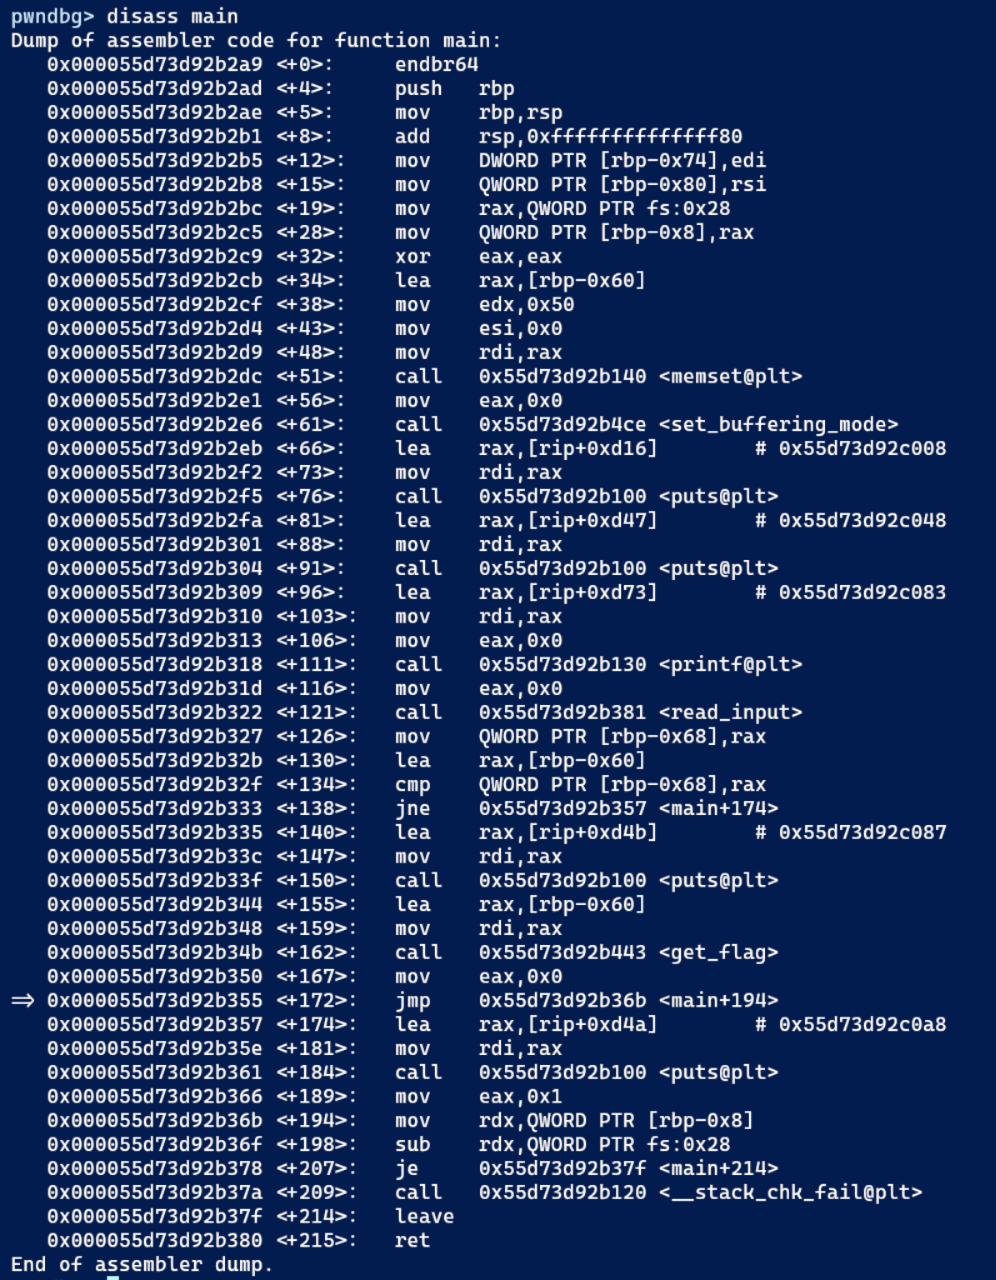 pwndbg> disass main
Dump of assembler code for function main:
   0x000055d73d92b2a9 <+0>:     endbr64
   0x000055d73d92b2ad <+4>:     push   rbp
   0x000055d73d92b2ae <+5>:     mov    rbp,rsp
   0x000055d73d92b2b1 <+8>:     add    rsp,0xffffffffffffff80
   0x000055d73d92b2b5 <+12>:    mov    DWORD PTR [rbp-0x74],edi
   0x000055d73d92b2b8 <+15>:    mov    QWORD PTR [rbp-0x80],rsi
   0x000055d73d92b2bc <+19>:    mov    rax,QWORD PTR fs:0x28
   0x000055d73d92b2c5 <+28>:    mov    QWORD PTR [rbp-0x8],rax
   0x000055d73d92b2c9 <+32>:    xor    eax,eax
   0x000055d73d92b2cb <+34>:    lea    rax,[rbp-0x60]
   0x000055d73d92b2cf <+38>:    mov    edx,0x50
   0x000055d73d92b2d4 <+43>:    mov    esi,0x0
   0x000055d73d92b2d9 <+48>:    mov    rdi,rax
   0x000055d73d92b2dc <+51>:    call   0x55d73d92b140 <memset@plt>
   0x000055d73d92b2e1 <+56>:    mov    eax,0x0
   0x000055d73d92b2e6 <+61>:    call   0x55d73d92b4ce <set_buffering_mode>
   0x000055d73d92b2eb <+66>:    lea    rax,[rip+0xd16]        # 0x55d73d92c008
   0x000055d73d92b2f2 <+73>:    mov    rdi,rax
   0x000055d73d92b2f5 <+76>:    call   0x55d73d92b100 <puts@plt>
   0x000055d73d92b2fa <+81>:    lea    rax,[rip+0xd47]        # 0x55d73d92c048
   0x000055d73d92b301 <+88>:    mov    rdi,rax
   0x000055d73d92b304 <+91>:    call   0x55d73d92b100 <puts@plt>
   0x000055d73d92b309 <+96>:    lea    rax,[rip+0xd73]        # 0x55d73d92c083
   0x000055d73d92b310 <+103>:   mov    rdi,rax
   0x000055d73d92b313 <+106>:   mov    eax,0x0
   0x000055d73d92b318 <+111>:   call   0x55d73d92b130 <printf@plt>
   0x000055d73d92b31d <+116>:   mov    eax,0x0
   0x000055d73d92b322 <+121>:   call   0x55d73d92b381 <read_input>
   0x000055d73d92b327 <+126>:   mov    QWORD PTR [rbp-0x68],rax
   0x000055d73d92b32b <+130>:   lea    rax,[rbp-0x60]
   0x000055d73d92b32f <+134>:   cmp    QWORD PTR [rbp-0x68],rax
   0x000055d73d92b333 <+138>:   jne    0x55d73d92b357 <main+174>
   0x000055d73d92b335 <+140>:   lea    rax,[rip+0xd4b]        # 0x55d73d92c087
   0x000055d73d92b33c <+147>:   mov    rdi,rax
   0x000055d73d92b33f <+150>:   call   0x55d73d92b100 <puts@plt>
   0x000055d73d92b344 <+155>:   lea    rax,[rbp-0x60]
   0x000055d73d92b348 <+159>:   mov    rdi,rax
   0x000055d73d92b34b <+162>:   call   0x55d73d92b443 <get_flag>
   0x000055d73d92b350 <+167>:   mov    eax,0x0
=> 0x000055d73d92b355 <+172>:   jmp    0x55d73d92b36b <main+194>
   0x000055d73d92b357 <+174>:   lea    rax,[rip+0xd4a]        # 0x55d73d92c0a8
   0x000055d73d92b35e <+181>:   mov    rdi,rax
   0x000055d73d92b361 <+184>:   call   0x55d73d92b100 <puts@plt>
   0x000055d73d92b366 <+189>:   mov    eax,0x1
   0x000055d73d92b36b <+194>:   mov    rdx,QWORD PTR [rbp-0x8]
   0x000055d73d92b36f <+198>:   sub    rdx,QWORD PTR fs:0x28
   0x000055d73d92b378 <+207>:   je     0x55d73d92b37f <main+214>
   0x000055d73d92b37a <+209>:   call   0x55d73d92b120 <__stack_chk_fail@plt>
   0x000055d73d92b37f <+214>:   leave
   0x000055d73d92b380 <+215>:   ret
End of assembler dump.